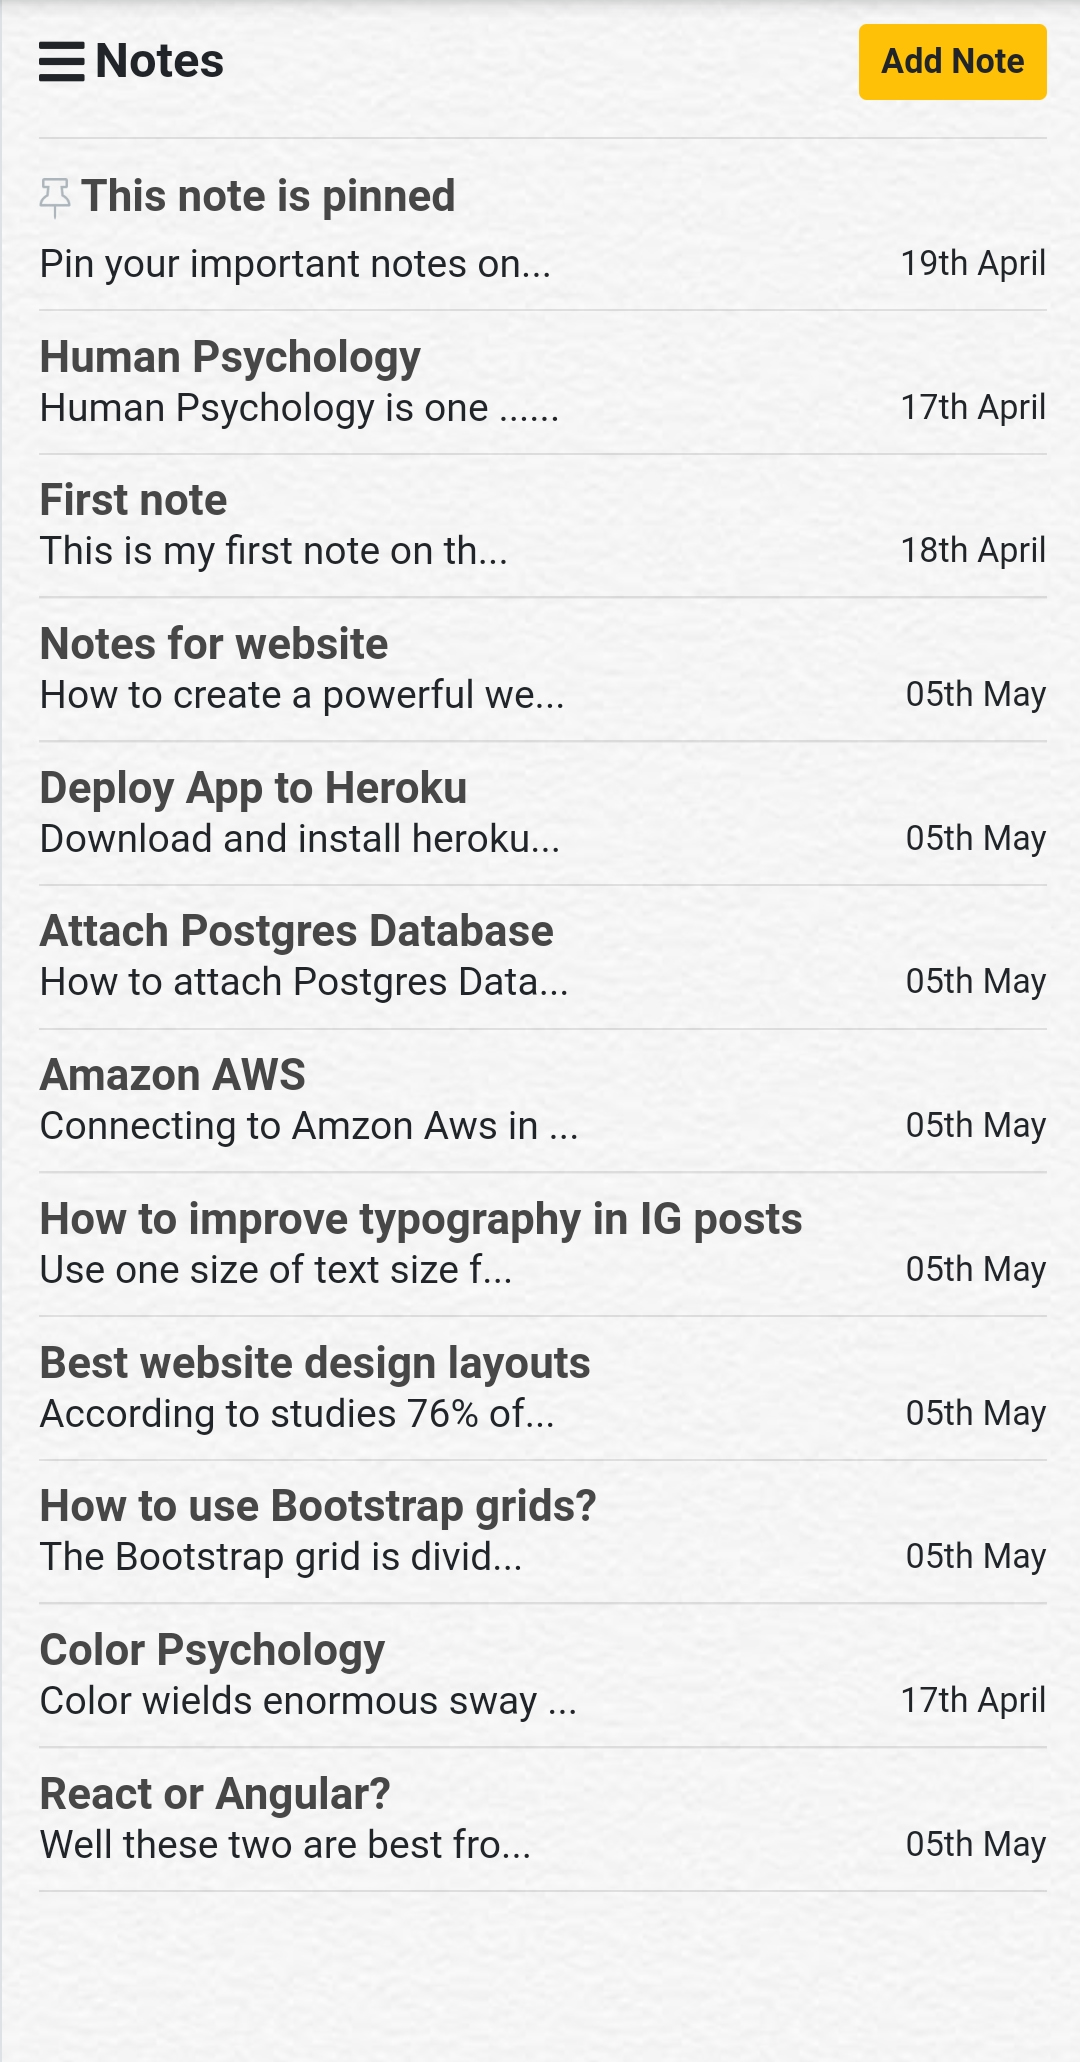 Notes
Add Note
This note is pinned
Pin your important notes on...
19th April
Human Psychology
Human Psychology is one ......
17th April
First note
This is my first note on th...
18th April
Notes for website
How to create a powerful we...
05th May
Deploy App to Heroku
Download and install heroku...
05th May
Attach Postgres Database
How to attach Postgres Data...
05th May
Amazon AWS
Connecting to Amzon Aws in ...
05th May
How to improve typography in IG posts
Use one size of text size f...
05th May
Best website design layouts
According to studies 76% of...
05th May
How to use Bootstrap grids?
The Bootstrap grid is divid...
05th May
Color Psychology
Color wields enormous sway ...
17th April
React or Angular?
Well these two are best fro...
05th May